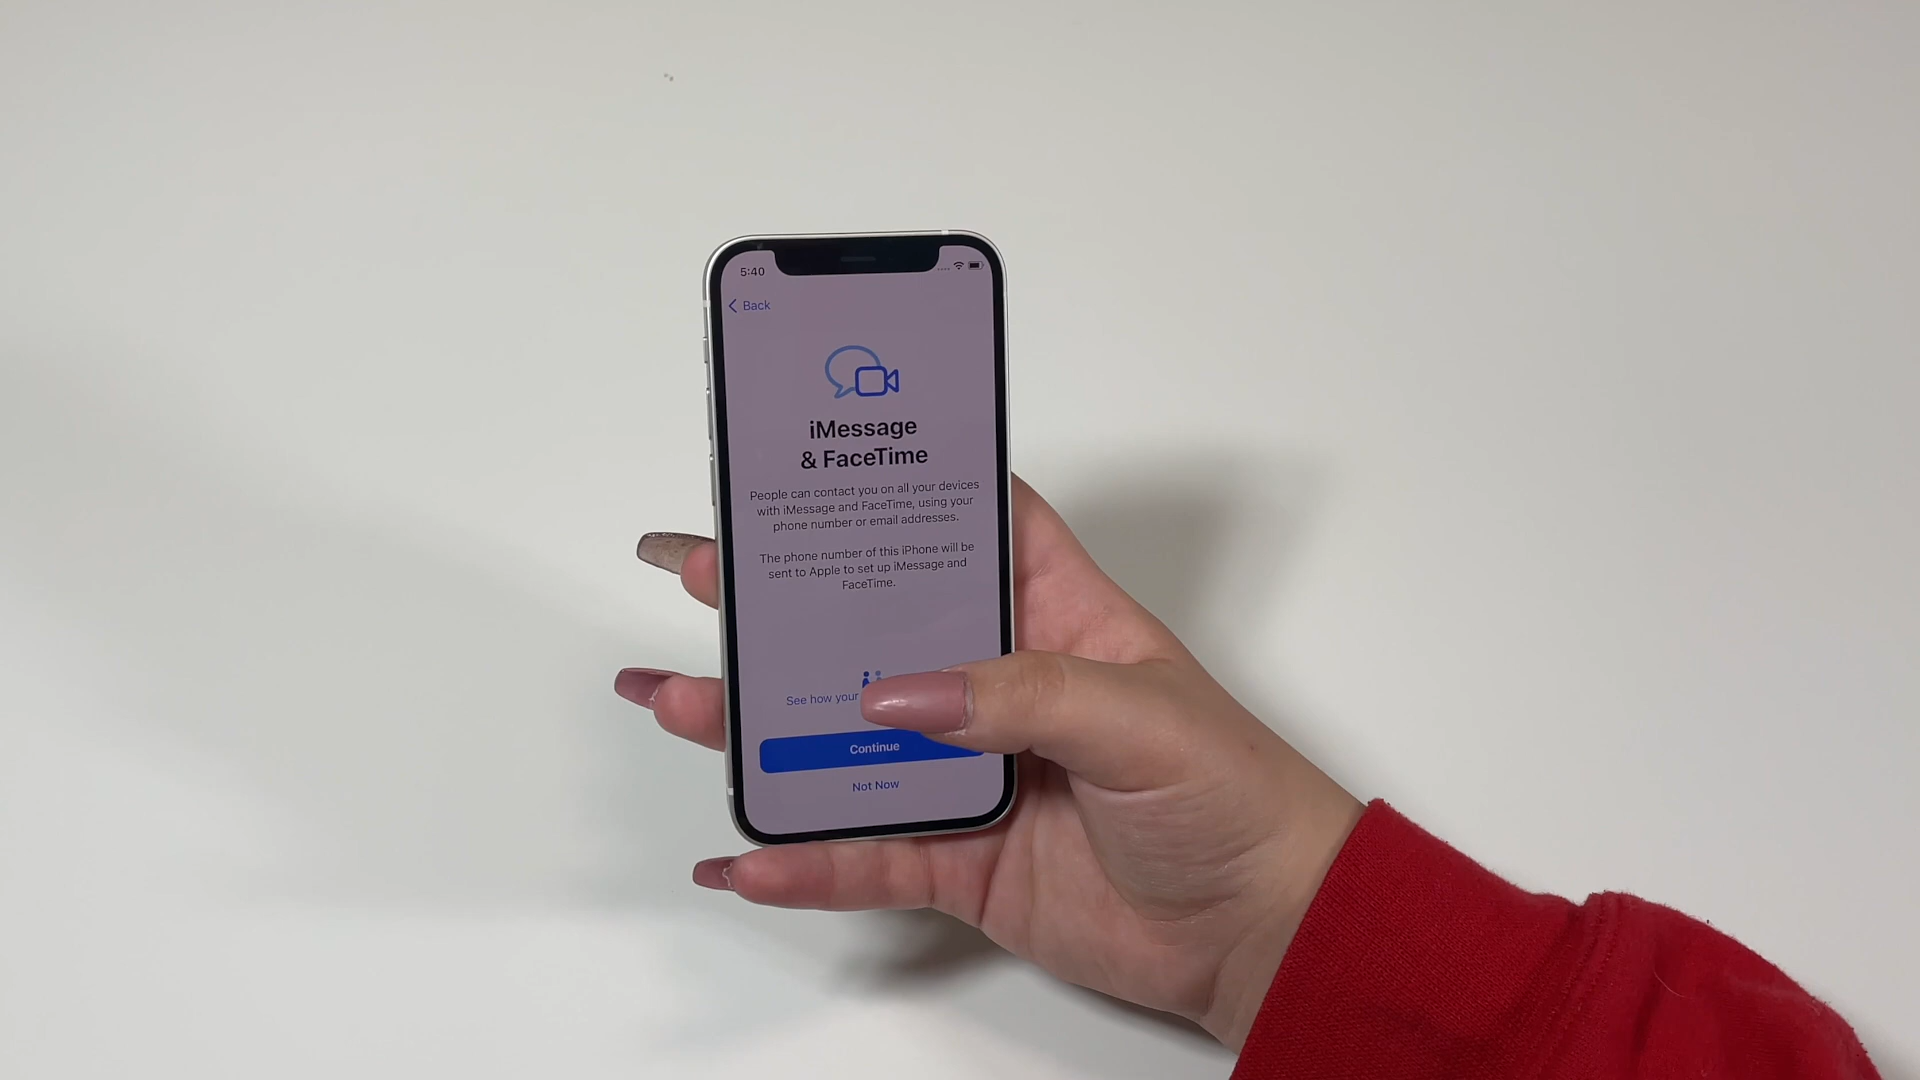 5:40
Back
iMessage
& FaceTime
People can contact you on all your devices
with iMessage and FaceTime, using your
phone number or email addresses.
The phone number of this iPhone will be
sent to Apple to set up iMessage and
FaceTime.
See how your
Continue
Not Now